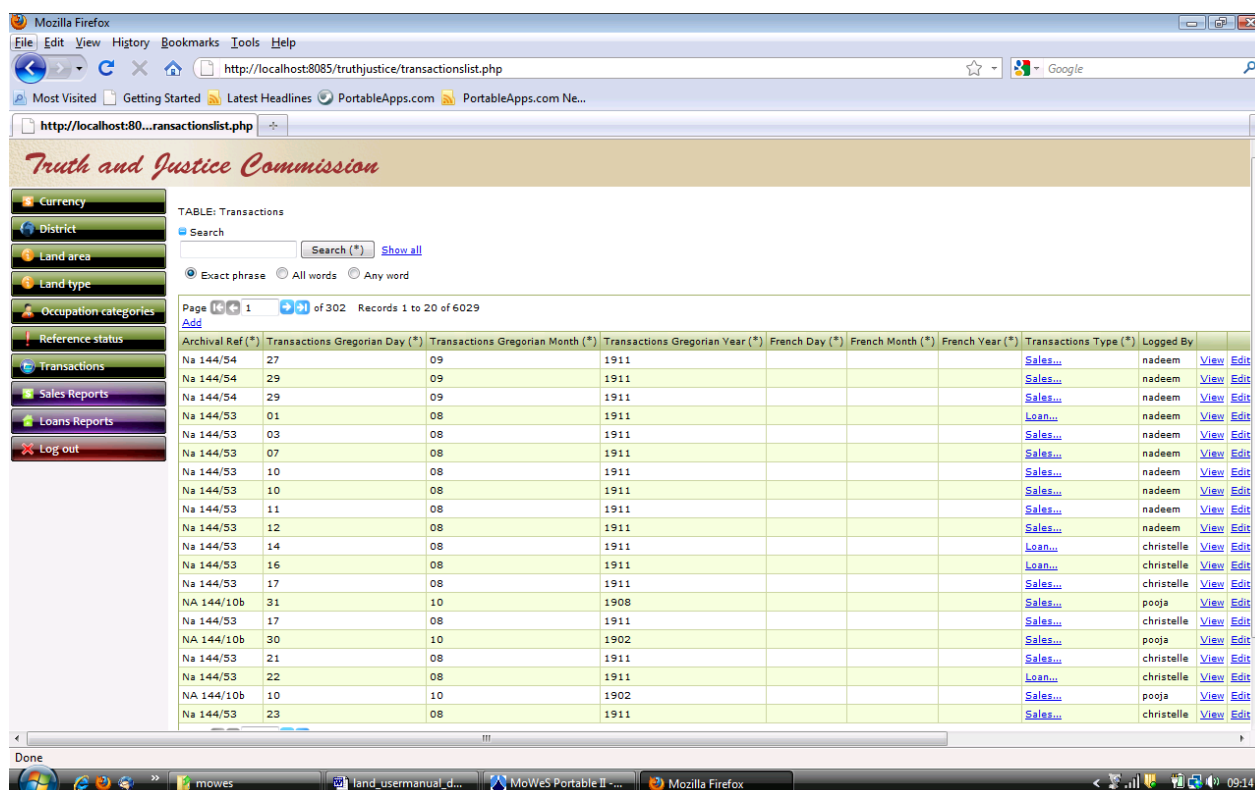 Mozilla Firefox
File Edit View History Bookmarks Tools Help
http://localhost:8085/truthjustice/transactionslist.php Google
Most Visited Getting Started Latest Headlines PortableApps.com PortableApps.com Ne...
http://localhost:80...ransactionslist.php
Truth and Justice Commission
Currency
District
Land area
Land type
Occupation categories
Reference status
Transactions
Sales Reports
Loans Reports
Log out
TABLE: Transactions
Search
Search (*) Show all
Exact phrase All words Any word
Page 1 of 302 Records 1 to 20 of 6029
Add
Archival Ref (*) Transactions Gregorian Day (*) Transactions Gregorian Month (*) Transactions Gregorian Year (*) French Day (*) French Month (*) French Year (*) Transactions Type (*) Logged By
Na 144/54 27 09 1911 Sales... nadeem View Edit
Na 144/54 29 09 1911 Sales... nadeem View Edit
Na 144/54 29 09 1911 Sales... nadeem View Edit
Na 144/53 01 08 1911 Loan... nadeem View Edit
Na 144/53 03 08 1911 Sales... nadeem View Edit
Na 144/53 07 08 1911 Sales... nadeem View Edit
Na 144/53 10 08 1911 Sales... nadeem View Edit
Na 144/53 10 08 1911 Sales... nadeem View Edit
Na 144/53 11 08 1911 Sales... nadeem View Edit
Na 144/53 12 08 1911 Sales... nadeem View Edit
Na 144/53 14 08 1911 Loan... christelle View Edit
Na 144/53 16 08 1911 Loan... christelle View Edit
Na 144/53 17 08 1911 Sales... christelle View Edit
NA 144/10b 31 10 1908 Sales... pooja View Edit
Na 144/53 17 08 1911 Sales... christelle View Edit
NA 144/10b 30 10 1902 Sales... pooja View Edit
Na 144/53 21 08 1911 Sales... christelle View Edit
Na 144/53 22 08 1911 Loan... christelle View Edit
NA 144/10b 10 10 1902 Sales... pooja View Edit
Na 144/53 23 08 1911 Sales... christelle View Edit
Done
mowes land_usermanual_d... MoWeS Portable II -... Mozilla Firefox 09:14